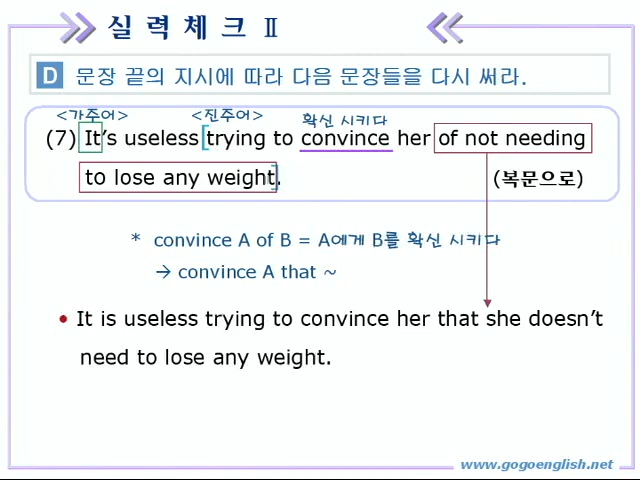 실 력 체 크 Ⅱ
D 문장 끝의 지시에 따라 다음 문장들을 다시 써라.
<가주어> <진주어> 확신 시키다
(7) It's useless [trying to convince her of not needing
to lose any weight].
(복문으로)
* convince A of B = A에게 B를 확신 시키다
→ convince A that ~
• It is useless trying to convince her that she doesn't
need to lose any weight.
www.gogoenglish.net